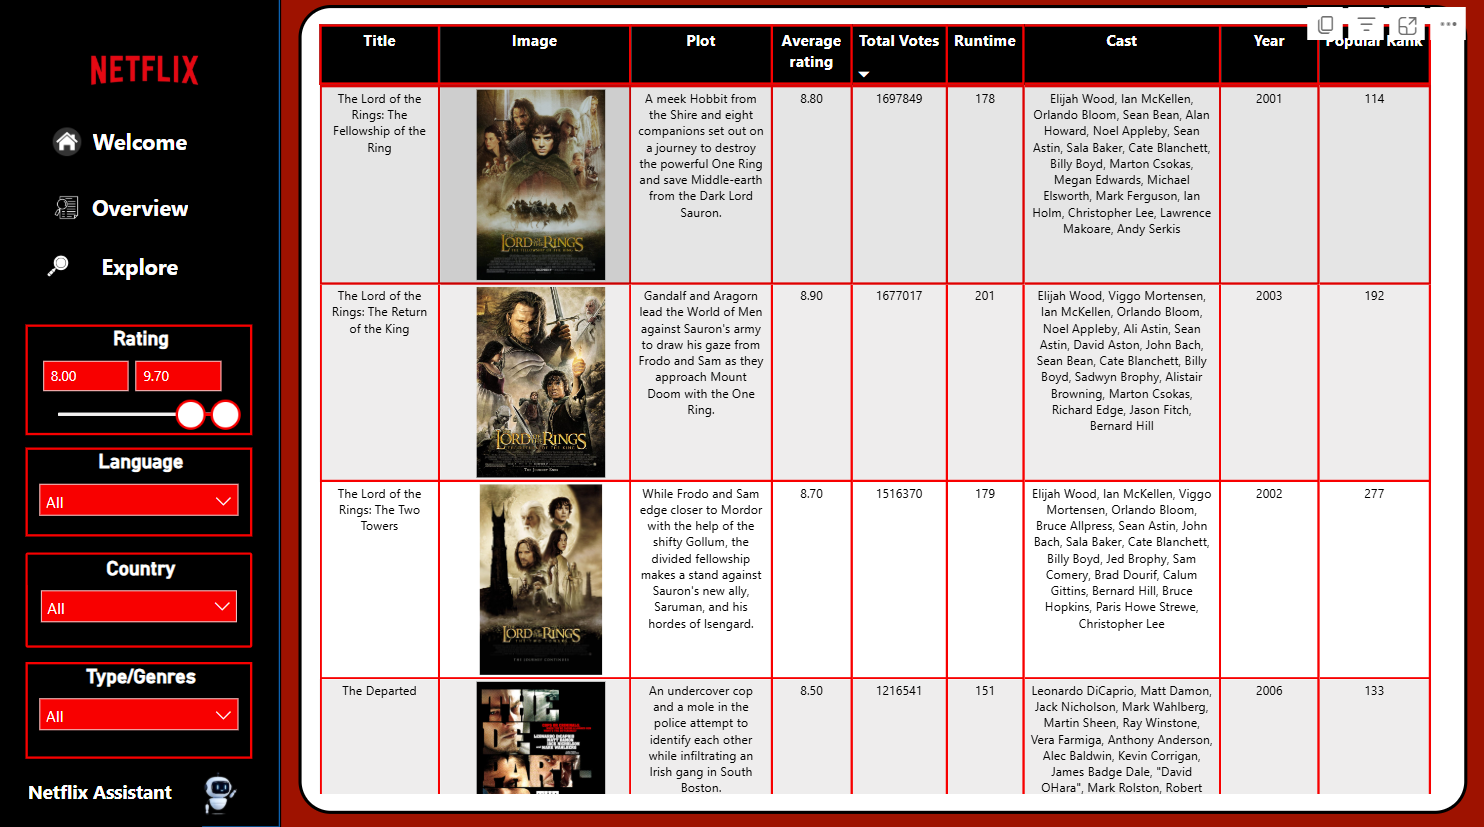 NETFLIX
Welcome
Overview
Explore
Rating
8.00 9.70
Language
All
Country
All
Type/Genres
All
Netflix Assistant
Title Image Plot Average rating Total Votes Runtime Cast Year Popular Rank
The Lord of the
Rings: The
Fellowship of the
Ring
THE LORD OF THE RINGS
A meek Hobbit from
the Shire and eight
companions set out on
a journey to destroy
the powerful One Ring
and save Middle-earth
from the Dark Lord
Sauron.
8.80
1697849
178
Elijah Wood, Ian McKellen,
Orlando Bloom, Sean Bean, Alan
Howard, Noel Appleby, Sean
Astin, Sala Baker, Cate Blanchett,
Billy Boyd, Marton Csokas,
Megan Edwards, Michael
Elsworth, Mark Ferguson, Ian
Holm, Christopher Lee, Lawrence
Makoare, Andy Serkis
2001
114
The Lord of the
Rings: The Return
of the King
THE LORD OF THE RINGS
Gandalf and Aragorn
lead the World of Men
against Sauron's army
to draw his gaze from
Frodo and Sam as they
approach Mount
Doom with the One
Ring.
8.90
1677017
201
Elijah Wood, Viggo Mortensen,
Ian McKellen, Orlando Bloom,
Noel Appleby, Ali Astin, Sean
Astin, David Aston, John Bach,
Sean Bean, Cate Blanchett, Billy
Boyd, Sadwyn Brophy, Alistair
Browning, Marton Csokas,
Richard Edge, Jason Fitch,
Bernard Hill
2003
192
The Lord of the
Rings: The Two
Towers
THE LORD OF THE RINGS
THE TWO TOWERS
While Frodo and Sam
edge closer to Mordor
with the help of the
shifty Gollum, the
divided fellowship
makes a stand against
Sauron's new ally,
Saruman, and his
hordes of Isengard.
8.70
1516370
179
Elijah Wood, Ian McKellen, Viggo
Mortensen, Orlando Bloom,
Bruce Allpress, Sean Astin, John
Bach, Sala Baker, Cate Blanchett,
Billy Boyd, Jed Brophy, Sam
Comery, Brad Dourif, Calum
Gittins, Bernard Hill, Bruce
Hopkins, Paris Howe Strewe,
Christopher Lee
2002
277
The Departed
THE
DE
PART
An undercover cop
and a mole in the
police attempt to
identify each other
while infiltrating an
Irish gang in South
Boston.
8.50
1216541
151
Leonardo DiCaprio, Matt Damon,
Jack Nicholson, Mark Wahlberg,
Martin Sheen, Ray Winstone,
Vera Farmiga, Anthony Anderson,
Alec Baldwin, Kevin Corrigan,
James Badge Dale, "David
OHara", Mark Rolston, Robert
2006
133